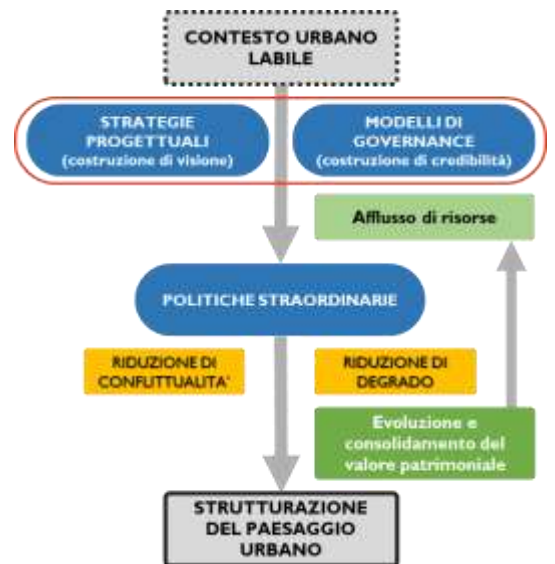 CONTESTO URBANO
LABILE
STRATEGIE
PROGETTUALI
(costruzione di visione)
MODELLI DI
GOVERNANCE
(costruzione di credibilità)
Afflusso di risorse
POLITICHE STRAORDINARIE
RIDUZIONE DI
CONFLITTUALITA'
RIDUZIONE DI
DEGRADO
Evoluzione e
consolidamento del
valore patrimoniale
STRUTTURAZIONE
DEL PAESAGGIO
URBANO